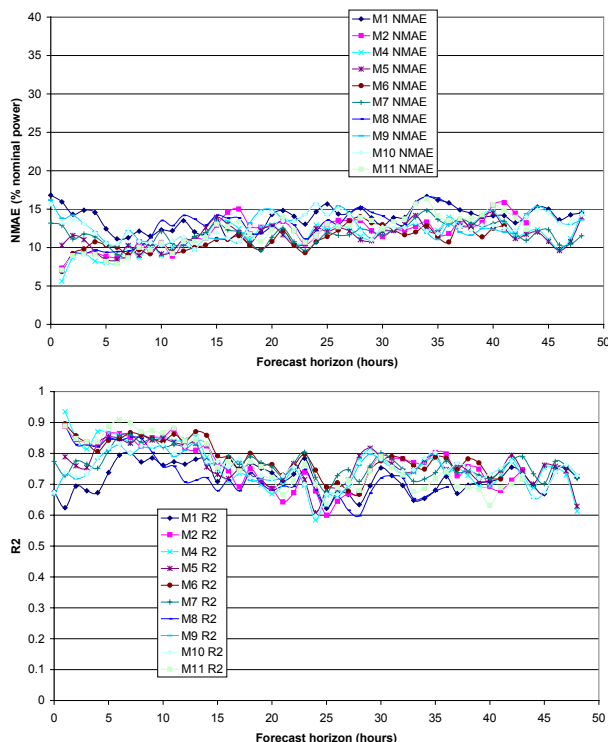 40
35
30
25
20
15
10
5
0
NMAE (% nominal power)
M1 NMAE
M2 NMAE
M4 NMAE
M5 NMAE
M6 NMAE
M7 NMAE
M8 NMAE
M9 NMAE
M10 NMAE
M11 NMAE
0 5 10 15 20 25 30 35 40 45 50
Forecast horizon (hours)
1
0.9
0.8
0.7
0.6
0.5
0.4
0.3
0.2
0.1
0
R2
M1 R2
M2 R2
M4 R2
M5 R2
M6 R2
M7 R2
M8 R2
M9 R2
M10 R2
M11 R2
0 5 10 15 20 25 30 35 40 45 50
Forecast horizon (hours)